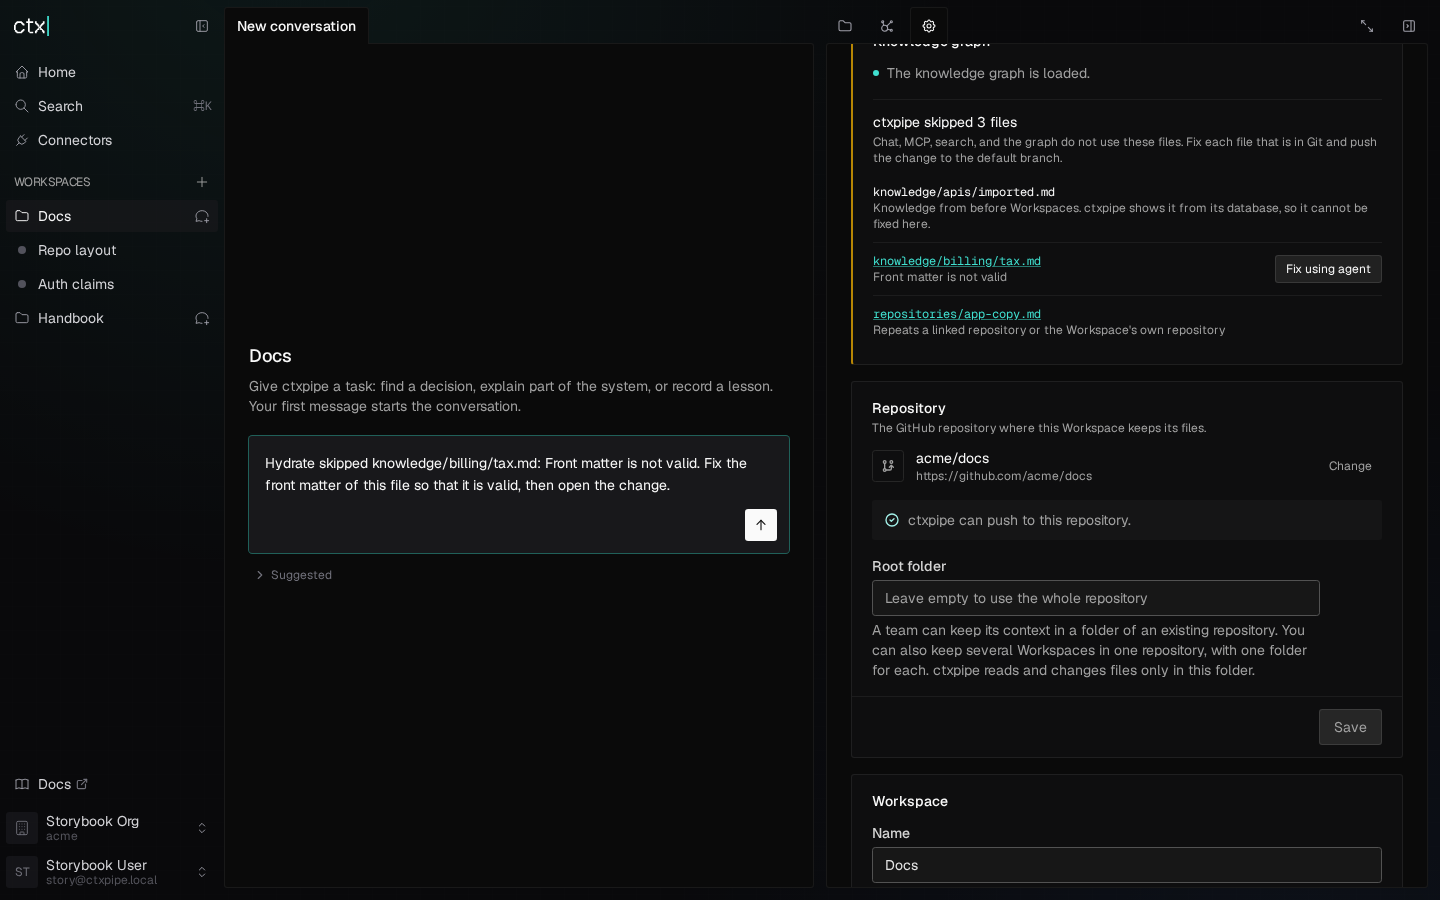 ctx
Home
Search
⌘K
Connectors
WORKSPACES
Docs
Repo layout
Auth claims
Handbook
Docs
Storybook Org
acme
ST
Storybook User
story@ctxpipe.local
New conversation
Docs
Give ctxpipe a task: find a decision, explain part of the system, or record a lesson.
Your first message starts the conversation.
Hydrate skipped knowledge/billing/tax.md: Front matter is not valid. Fix the
front matter of this file so that it is valid, then open the change.
Suggested
Knowledge graph
The knowledge graph is loaded.
ctxpipe skipped 3 files
Chat, MCP, search, and the graph do not use these files. Fix each file that is in Git and push
the change to the default branch.
knowledge/apis/imported.md
Knowledge from before Workspaces. ctxpipe shows it from its database, so it cannot be
fixed here.
knowledge/billing/tax.md
Front matter is not valid
Fix using agent
repositories/app-copy.md
Repeats a linked repository or the Workspace's own repository
Repository
The GitHub repository where this Workspace keeps its files.
acme/docs
https://github.com/acme/docs
Change
ctxpipe can push to this repository.
Root folder
Leave empty to use the whole repository
A team can keep its context in a folder of an existing repository. You
can also keep several Workspaces in one repository, with one folder
for each. ctxpipe reads and changes files only in this folder.
Save
Workspace
Name
Docs